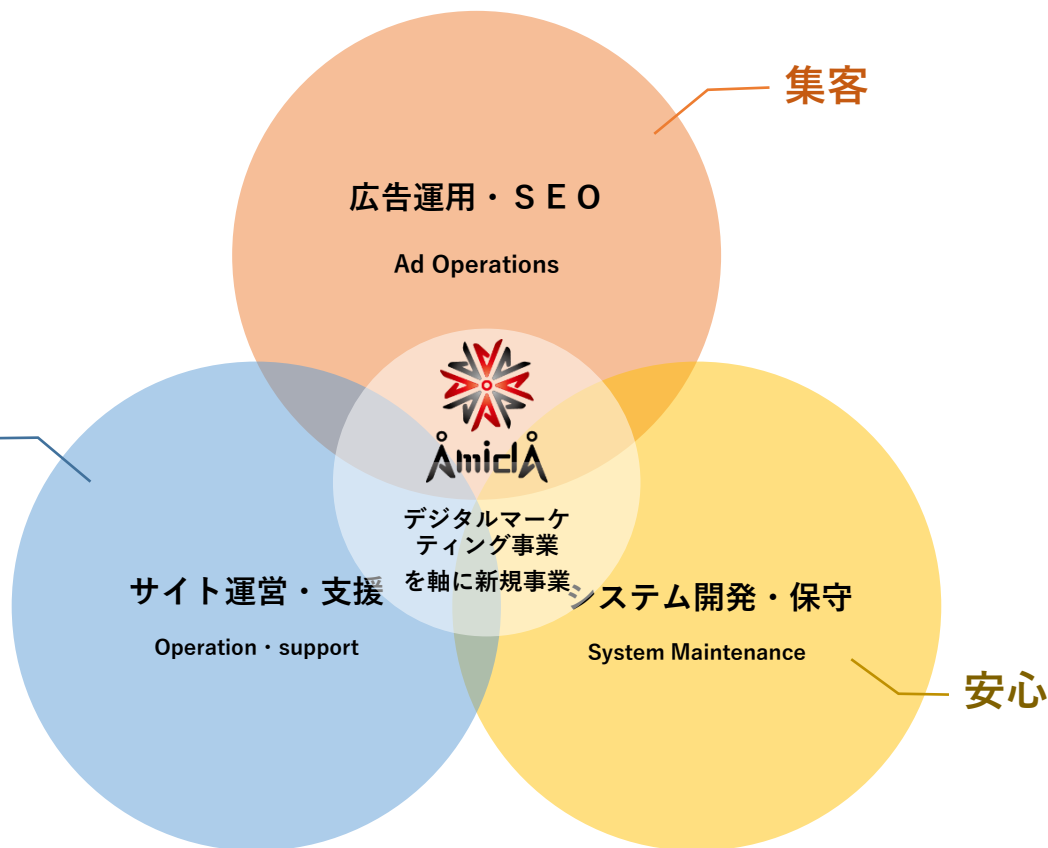 集客
広告運用・ＳＥＯ
Ad Operations
ÅmidÅ
デジタルマーケ
ティング事業
を軸に新規事業
サイト運営・支援
Operation・support
システム開発・保守
System Maintenance
安心